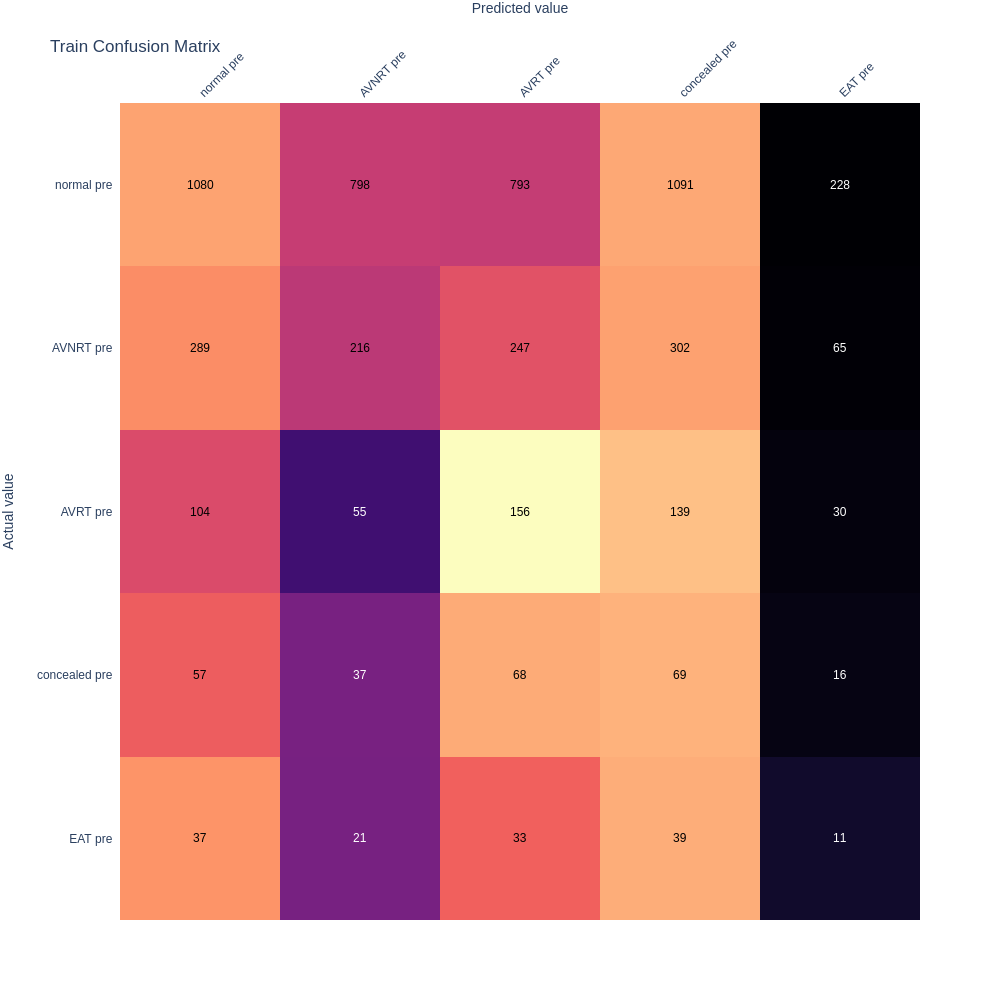 Predicted value
Train Confusion Matrix
normal pre AVNRT pre AVRT pre concealed pre EAT pre
normal pre 1080 798 793 1091 228
AVNRT pre 289 216 247 302 65
AVRT pre 104 55 156 139 30
concealed pre 57 37 68 69 16
EAT pre 37 21 33 39 11
Actual value